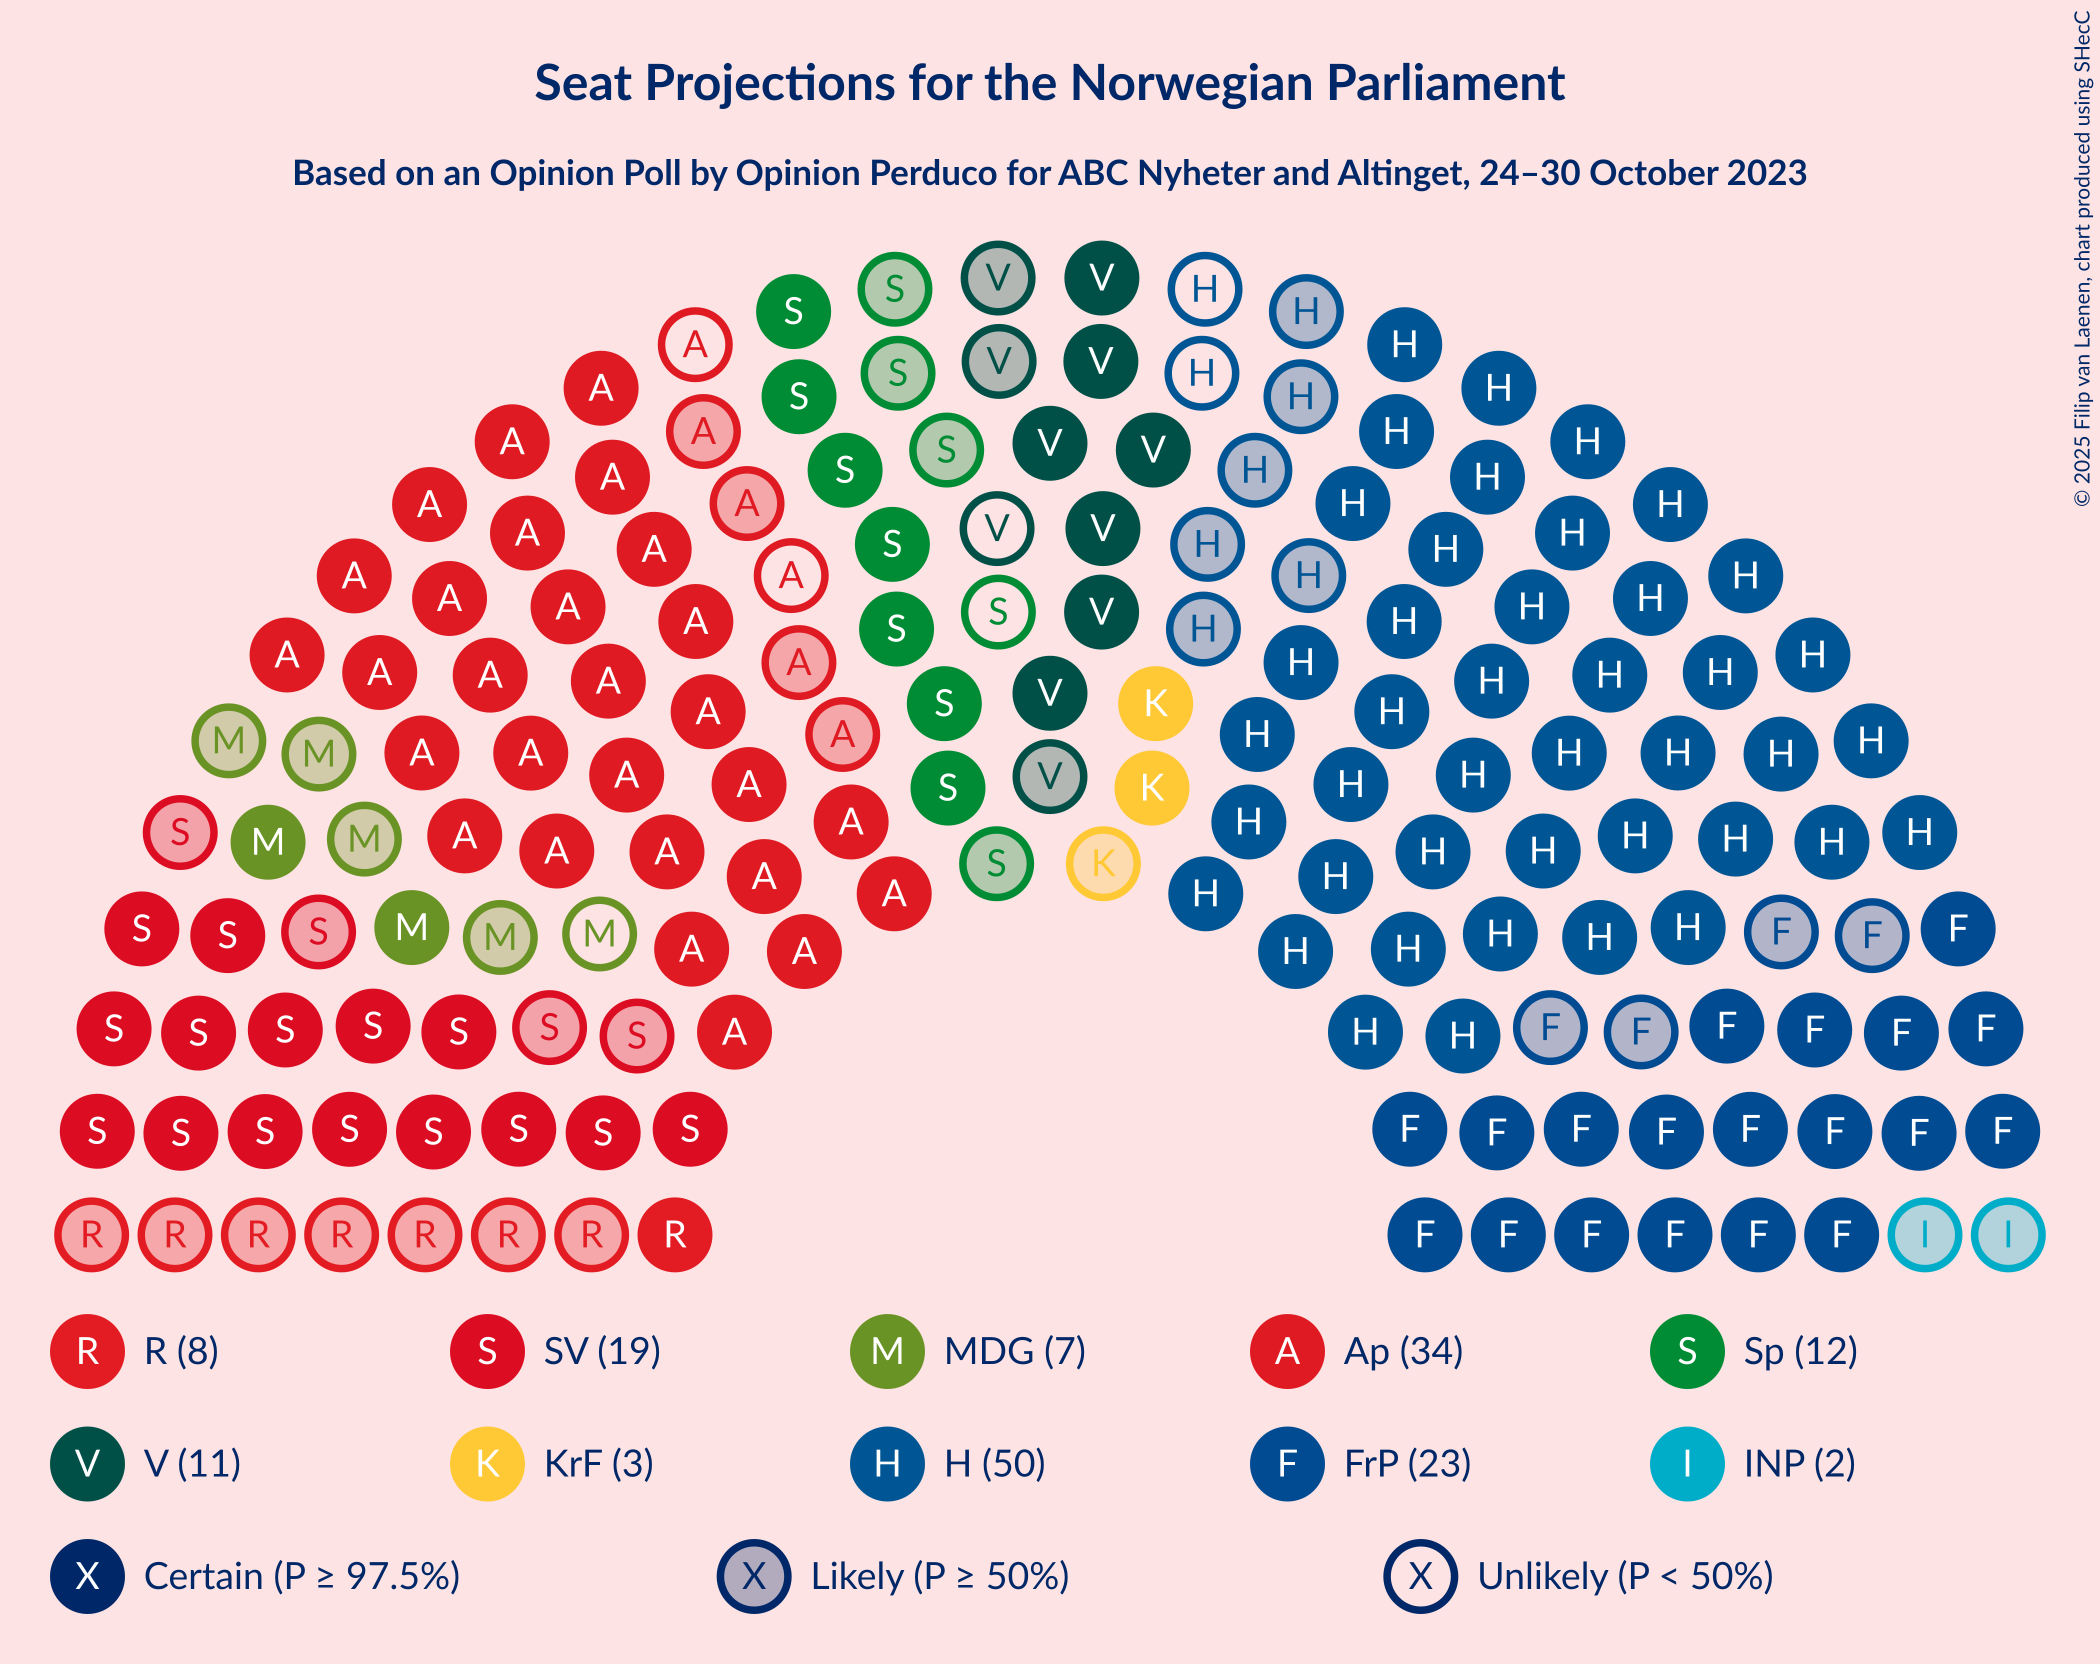 Seat Projections for the Norwegian Parliament
Based on an Opinion Poll by Opinion Perduco for ABC Nyheter and Altinget, 24–30 October 2023
© 2025 Filip van Laenen, chart produced using SHecC
V V
S H
S H
A H
V V
A S H H
S H
A A H H
V
A S V H H
A S H H
A A H H
V V
A A S H H H
A A H H
A A A H H H
S V
A A S H H H
A A A H H H
A A A H H H
V K
M A S H H H
M A A A H H H H
V
M A A S K H H H
S M A A A H H H H
M A A A A H H H H H
S K
S S A A H H H F
S M M M A A H H H H F F
S S S S S S S A H H F F F F F F
S S S S S S S S F F F F F F F F
R R R R R R R R F F F F F F I I
R R (8) S SV (19) M MDG (7) A Ap (34) S Sp (12)
V V (11) K KrF (3) H H (50) F FrP (23) I INP (2)
X Certain (P ≥ 97.5%) X Likely (P ≥ 50%) X Unlikely (P < 50%)